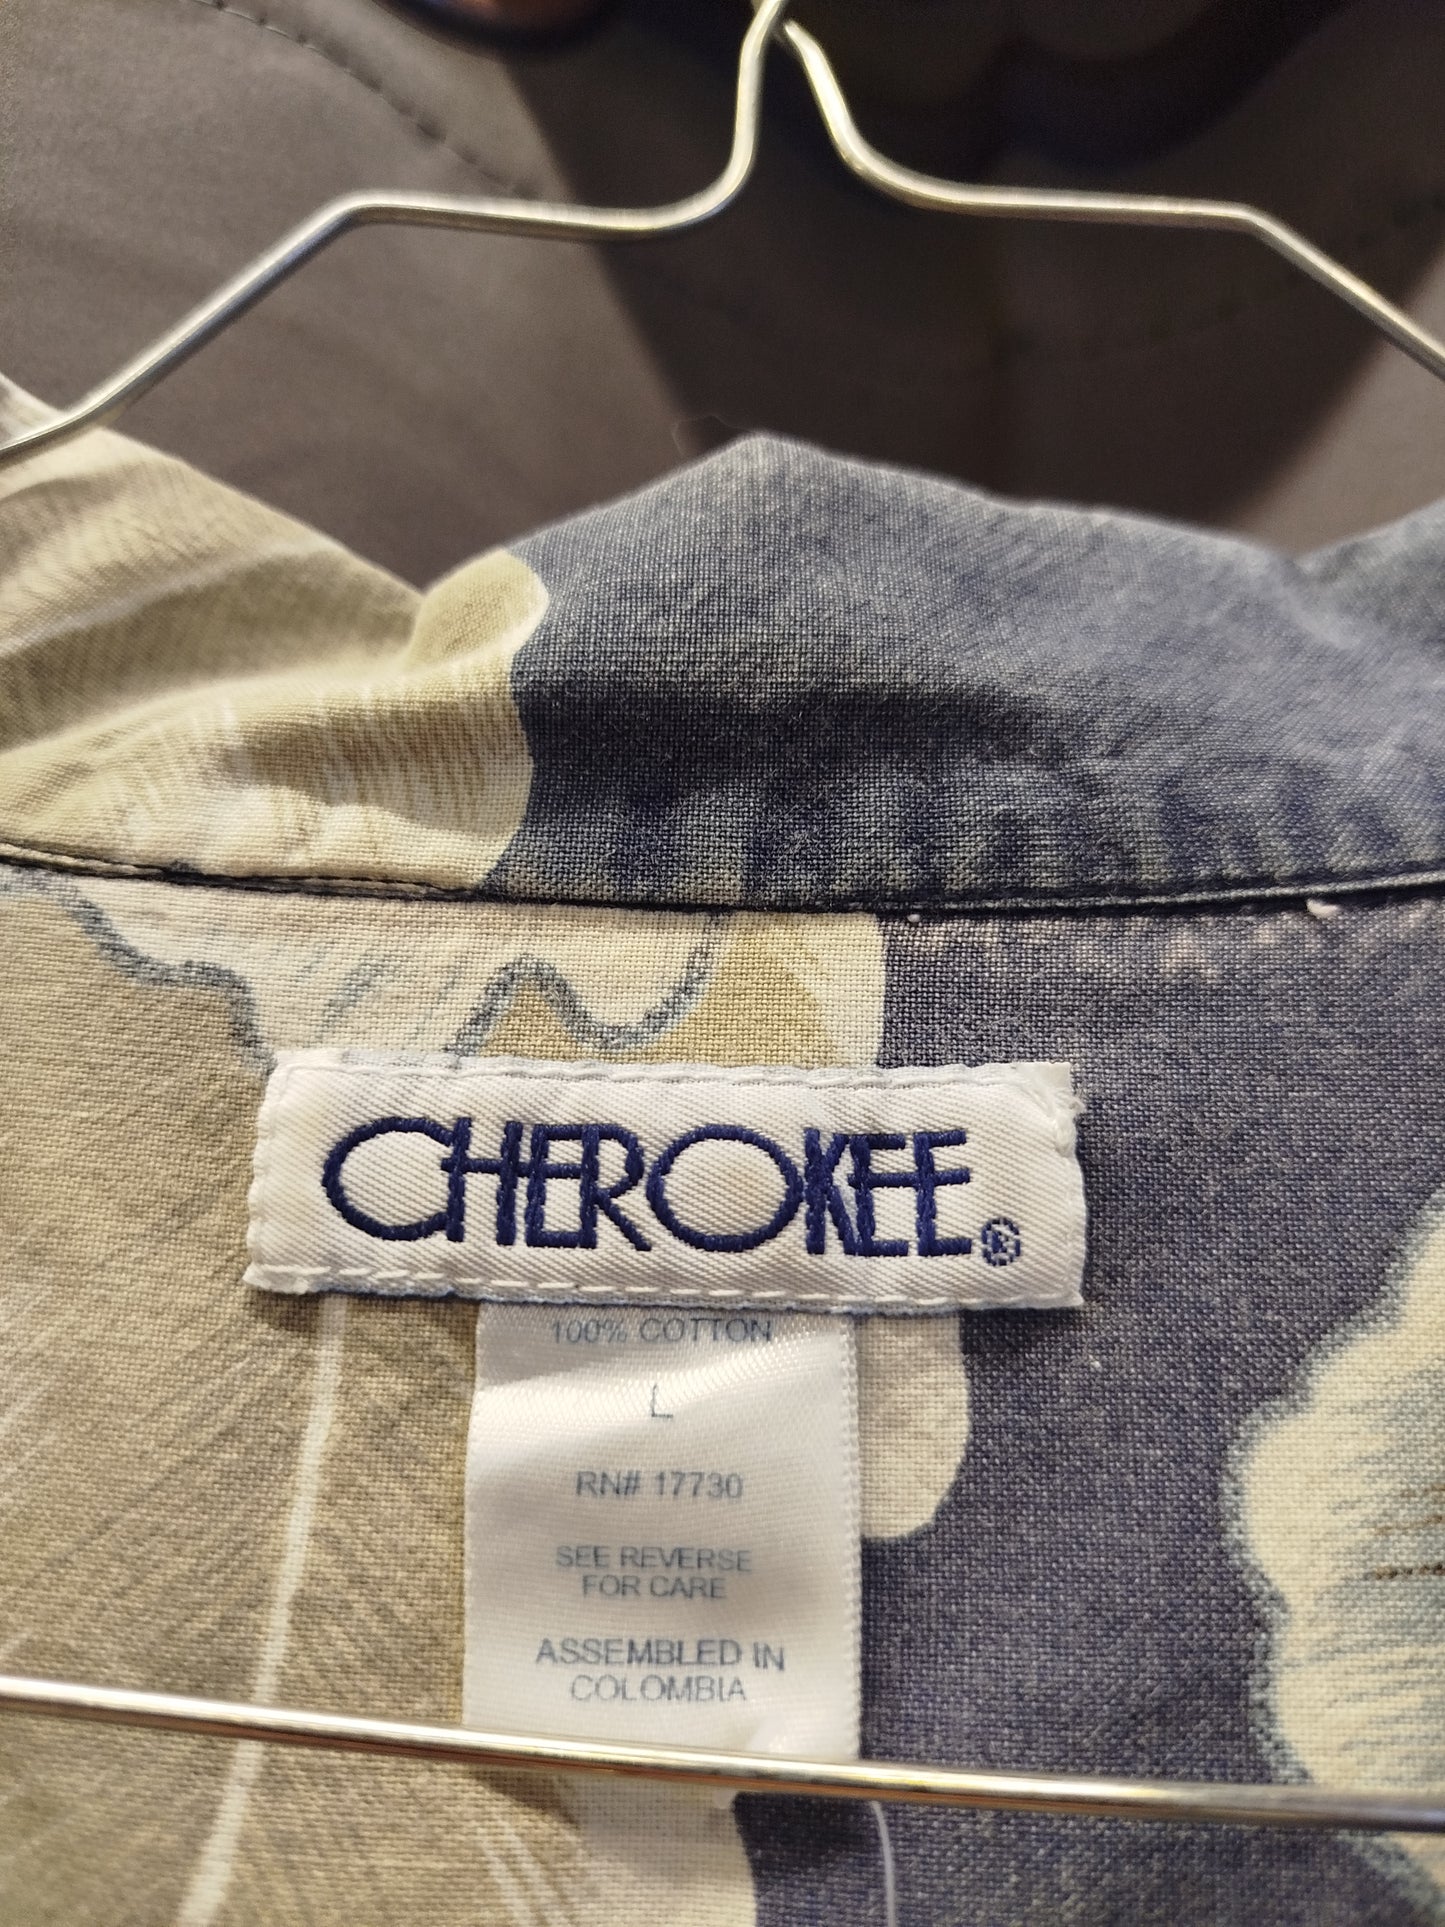 CHEROKEE®
100% COTTON
L
RN# 17730
SEE REVERSE
FOR CARE
ASSEMBLED IN
COLOMBIA